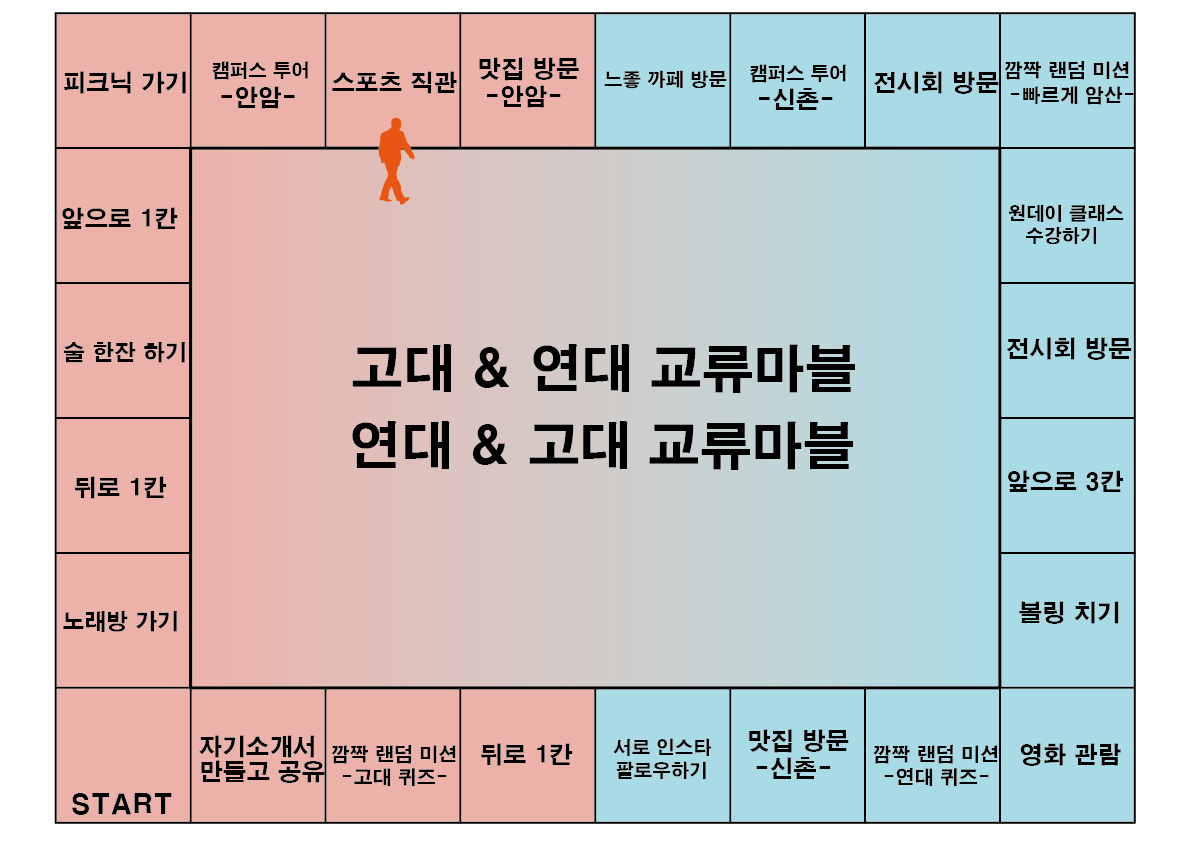 피크닉 가기
캠퍼스 투어
-안암-
스포츠 직관
맛집 방문
-안암-
느좋 까페 방문
캠퍼스 투어
-신촌-
전시회 방문
깜짝 랜덤 미션
-빠르게 암산-
앞으로 1칸
원데이 클래스
수강하기
술 한잔 하기
전시회 방문
고대 & 연대 교류마블
연대 & 고대 교류마블
뒤로 1칸
앞으로 3칸
노래방 가기
볼링 치기
START
자기소개서
만들고 공유
깜짝 랜덤 미션
-고대 퀴즈-
뒤로 1칸
서로 인스타
팔로우하기
맛집 방문
-신촌-
깜짝 랜덤 미션
-연대 퀴즈-
영화 관람